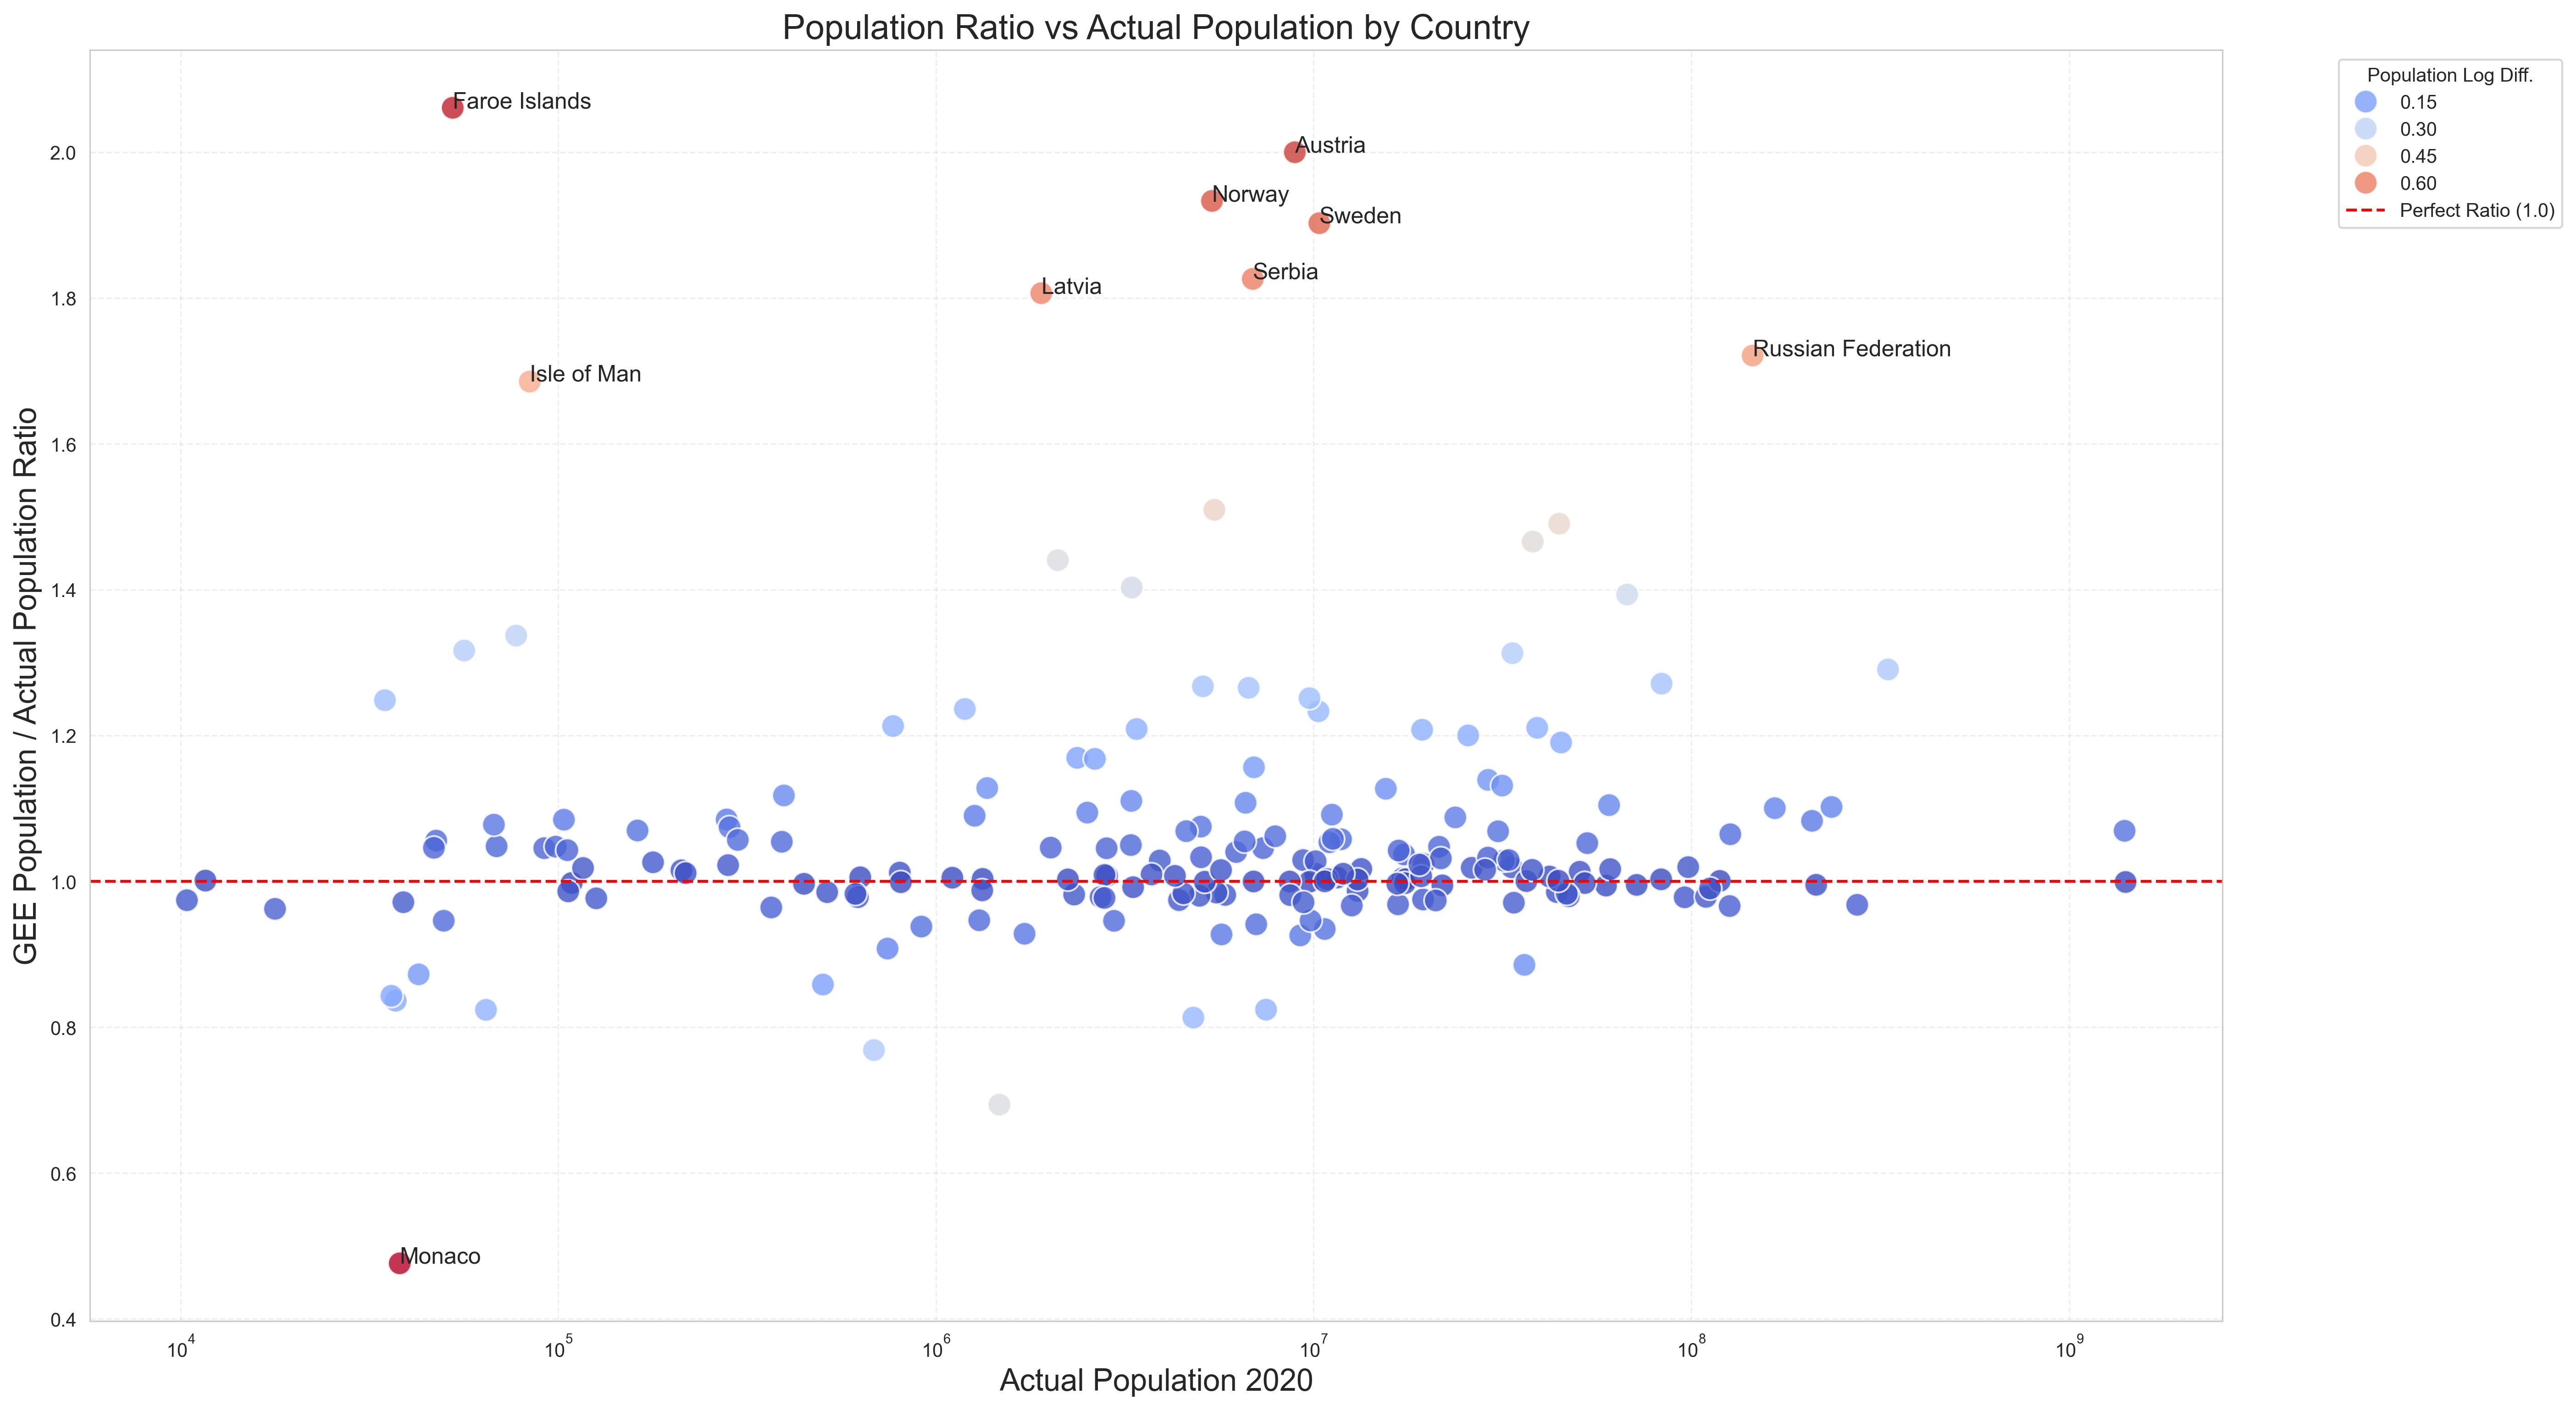 Population Ratio vs Actual Population by Country
GEE Population / Actual Population Ratio
2.0
1.8
1.6
1.4
1.2
1.0
0.8
0.6
0.4
Faroe Islands
Austria
Norway
Sweden
Serbia
Latvia
Russian Federation
Isle of Man
Monaco
10⁴
10⁵
10⁶
10⁷
10⁸
10⁹
Actual Population 2020
Population Log Diff.
0.15
0.30
0.45
0.60
Perfect Ratio (1.0)